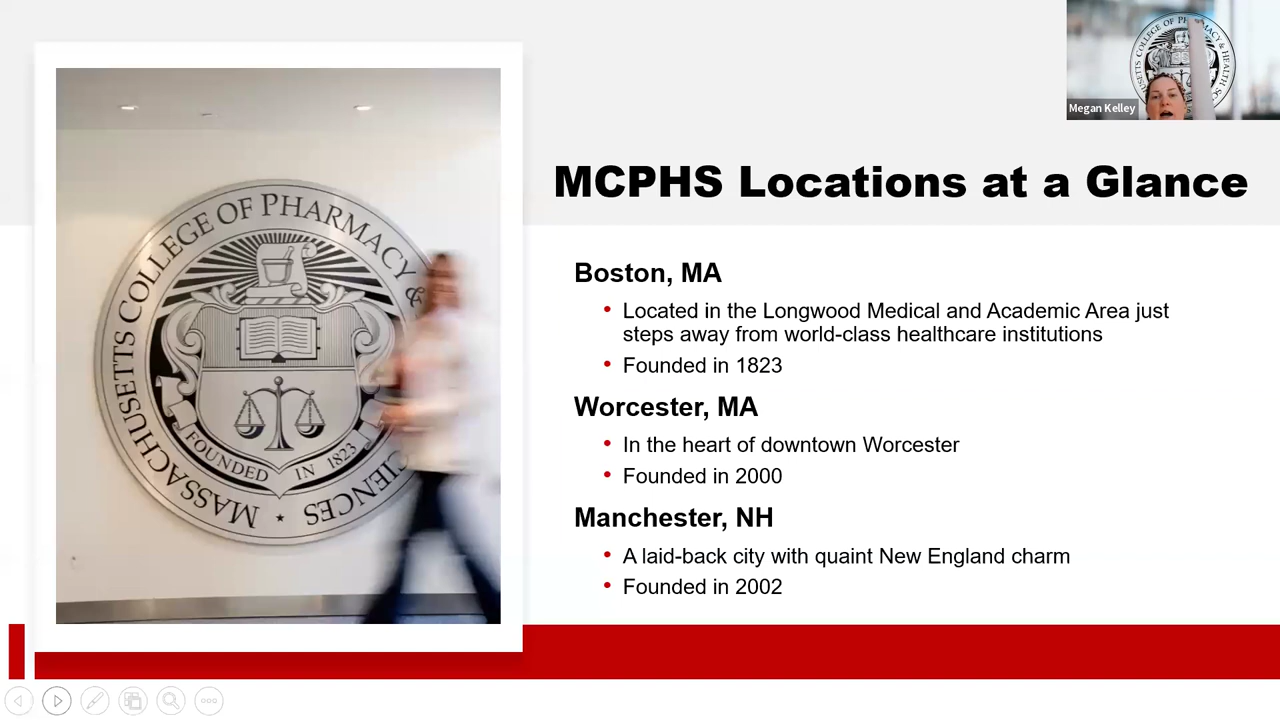 Megan Kelley
MCPHS Locations at a Glance
MASSACHUSETTS COLLEGE OF PHARMACY & SCIENCES
FOUNDED IN 1823
Boston, MA
• Located in the Longwood Medical and Academic Area just
steps away from world-class healthcare institutions
• Founded in 1823
Worcester, MA
• In the heart of downtown Worcester
• Founded in 2000
Manchester, NH
• A laid-back city with quaint New England charm
• Founded in 2002